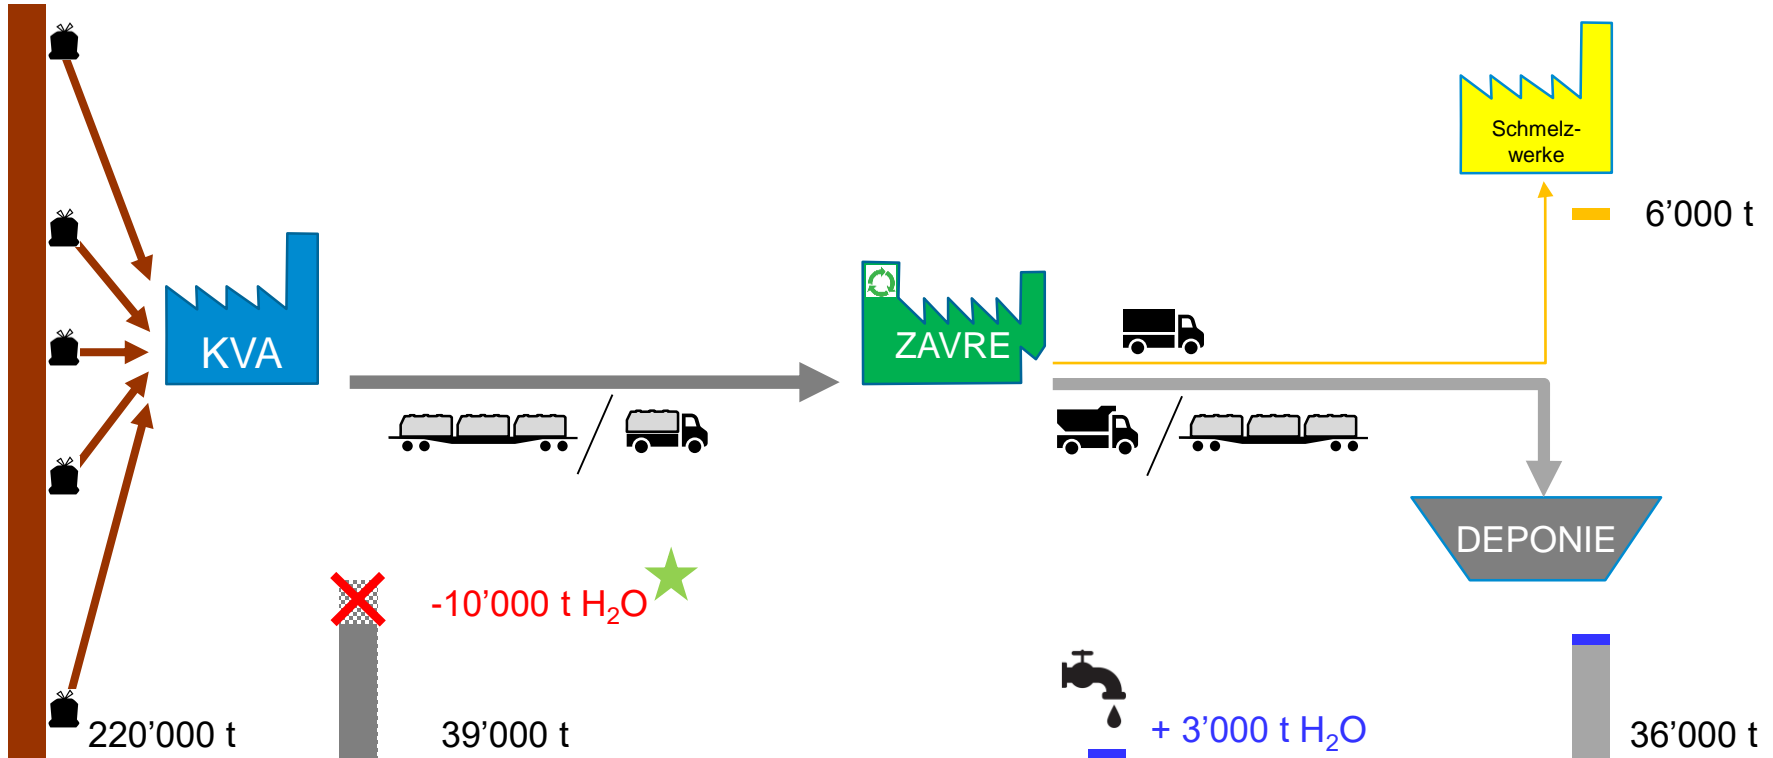 Schmelz-
werke
6’000 t
KVA
ZAVRE
DEPONIE
-10’000 t H₂O
220’000 t
39’000 t
+ 3’000 t H₂O
36’000 t